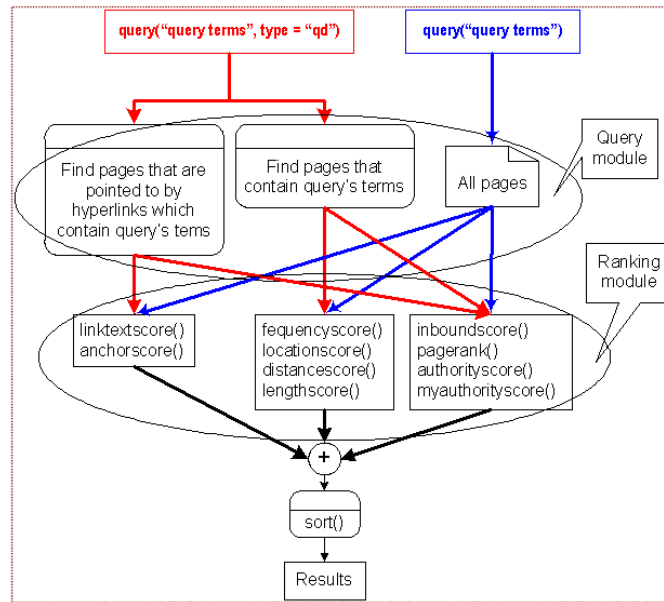 query(“query terms”, type = “qd”)
query(“query terms”)
Find pages that are
pointed to by
hyperlinks which
contain query's tems
Find pages that
contain query's terms
All pages
Query
module
Ranking
module
linktextscore()
anchorscore()
fequencyscore()
locationscore()
distancescore()
lengthscore()
inboundscore()
pagerank()
authorityscore()
myauthorityscore()
+
sort()
Results